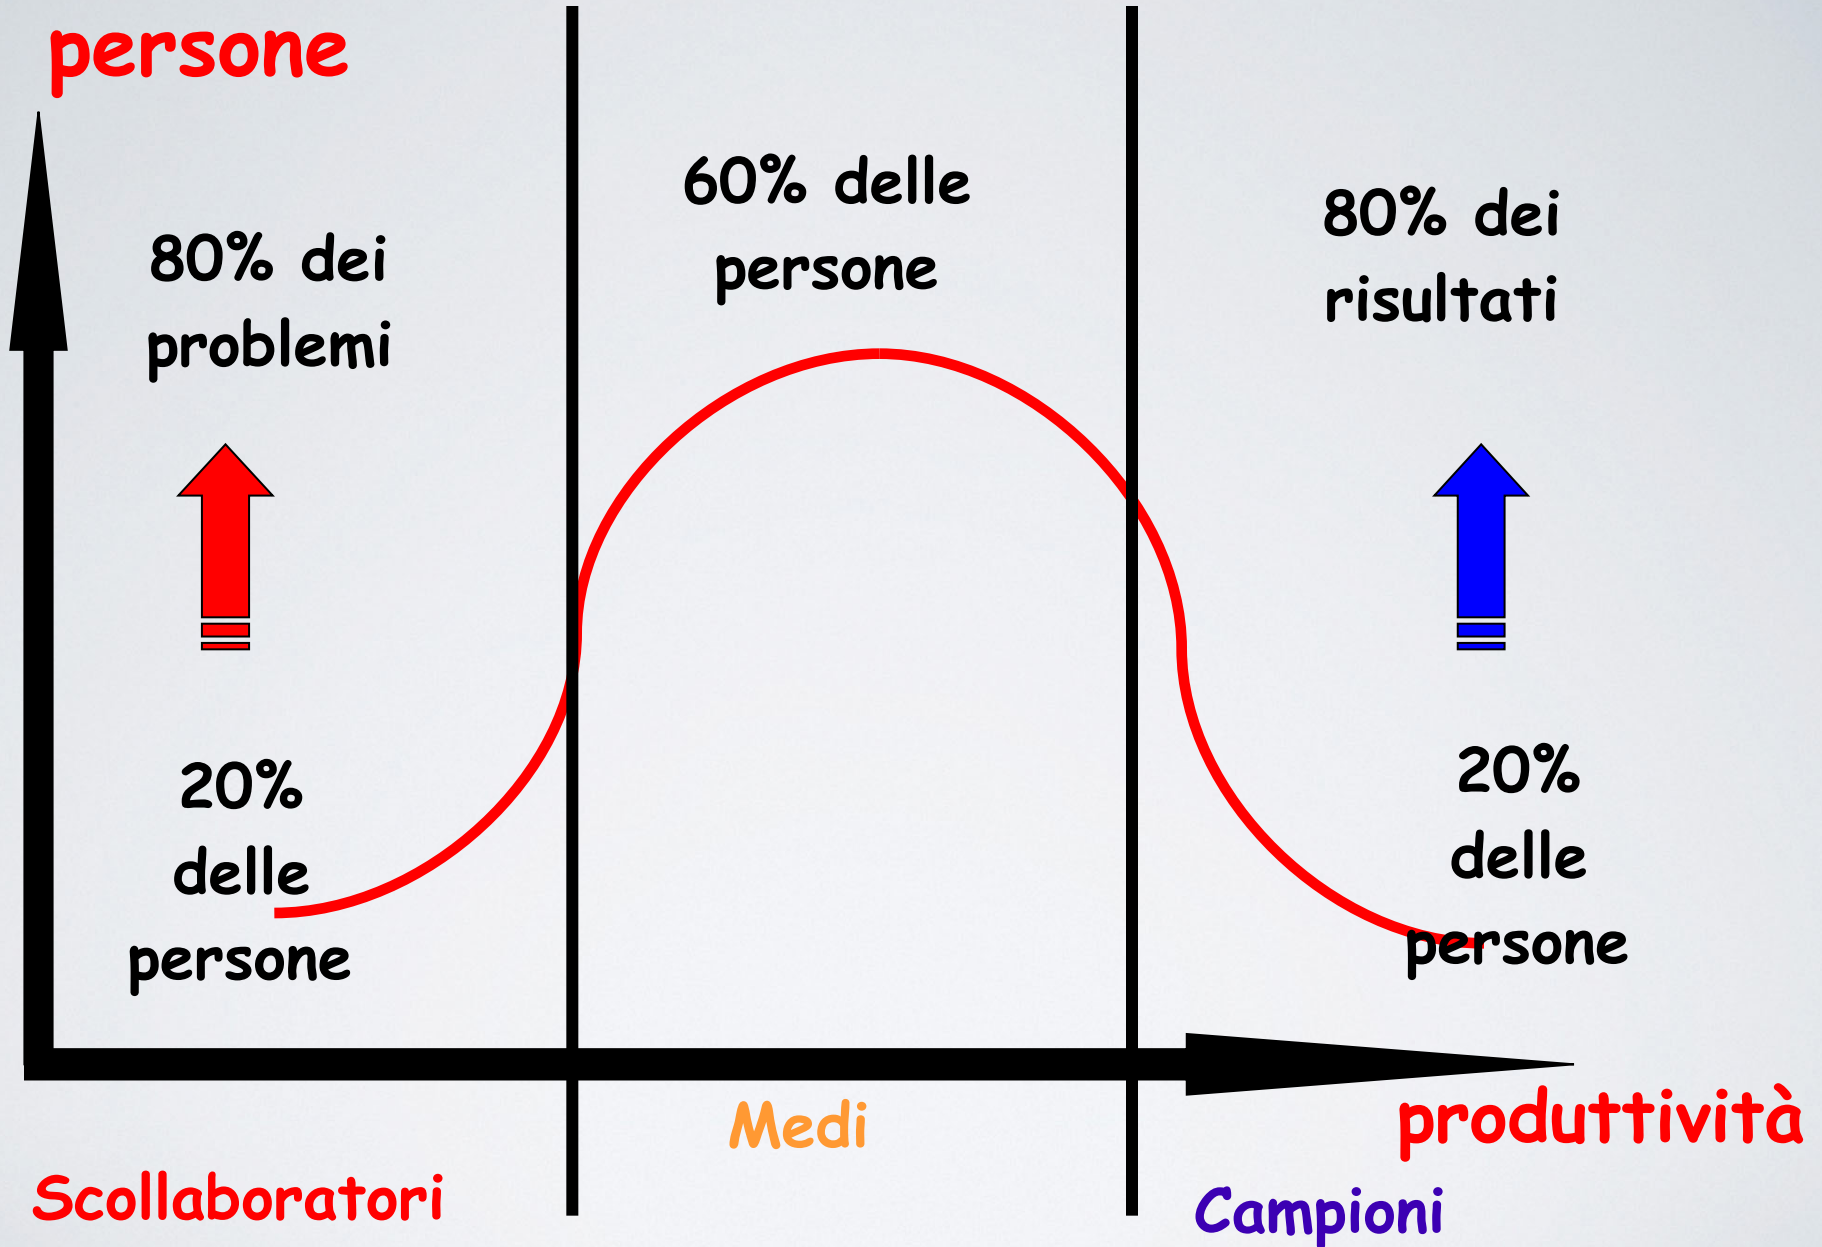 persone
80% dei
problemi
20%
delle
persone
60% delle
persone
80% dei
risultati
20%
delle
persone
produttività
Scollaboratori
Medi
Campioni